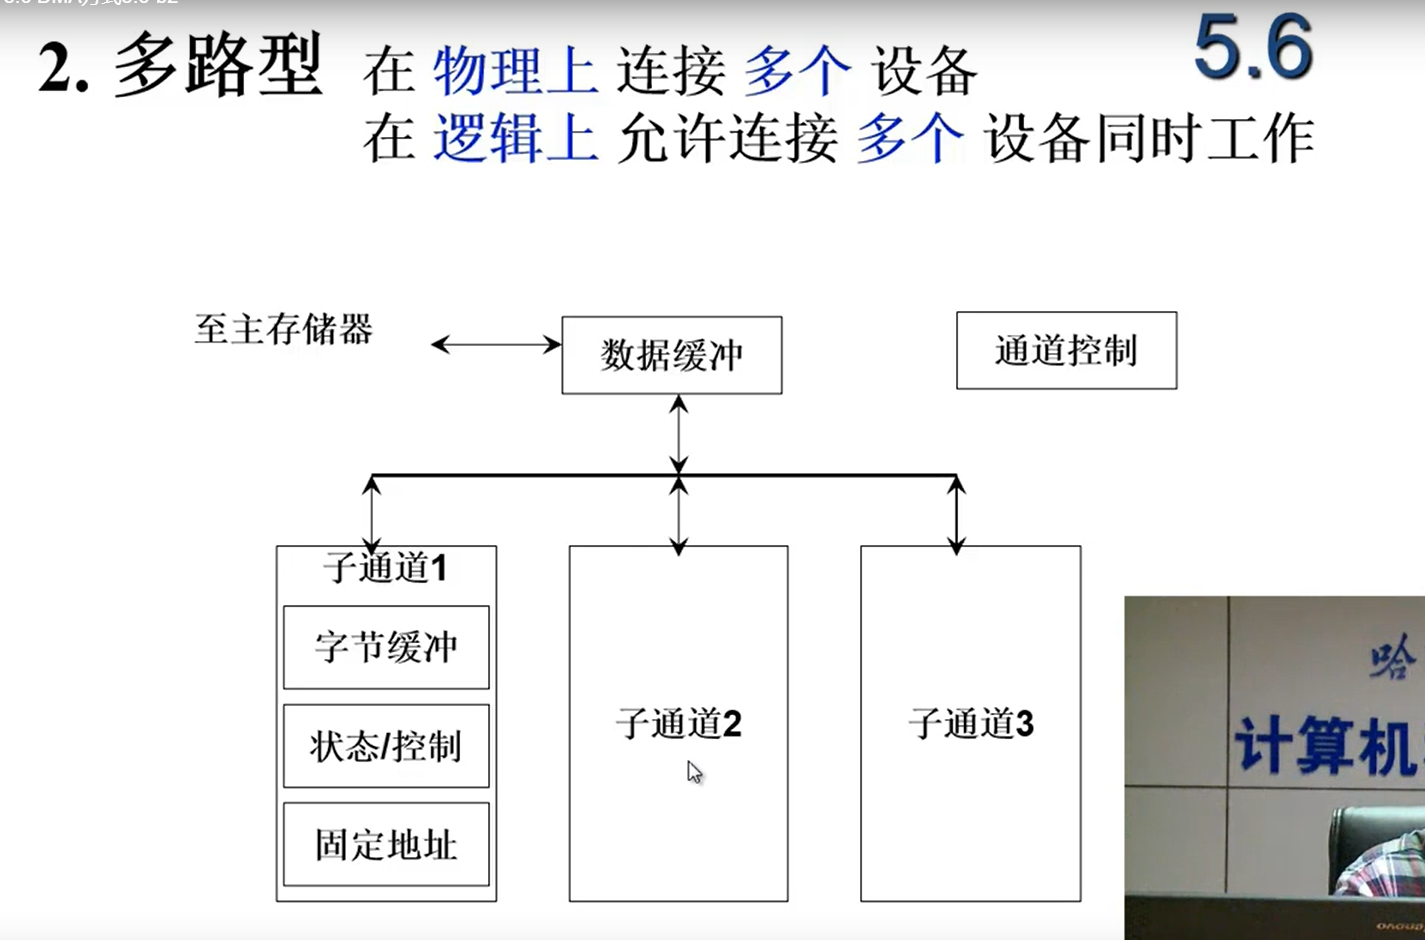 5.6
2. 多路型 在 物理上 连接 多个 设备
在 逻辑上 允许连接 多个 设备同时工作
至主存储器
数据缓冲
通道控制
子通道1
字节缓冲
状态/控制
固定地址
子通道2
子通道3
哈
计算机